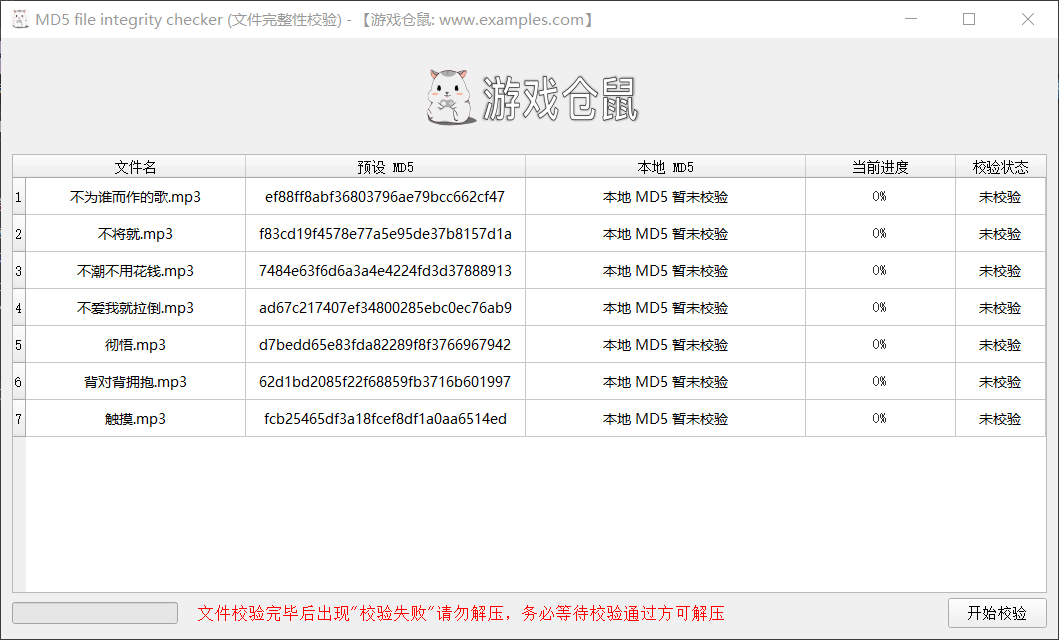 MD5 file integrity checker (文件完整性校验) - 【游戏仓鼠: www.examples.com】
游戏仓鼠
文件名 预设 MD5 本地 MD5 当前进度 校验状态
1 不为谁而作的歌.mp3 ef88ff8abf36803796ae79bcc662cf47 本地 MD5 暂未校验 0% 未校验
2 不将就.mp3 f83cd19f4578e77a5e95de37b8157d1a 本地 MD5 暂未校验 0% 未校验
3 不潮不用花钱.mp3 7484e63f6d6a3a4e4224fd3d37888913 本地 MD5 暂未校验 0% 未校验
4 不爱我就拉倒.mp3 ad67c217407ef34800285ebc0ec76ab9 本地 MD5 暂未校验 0% 未校验
5 彻悟.mp3 d7bedd65e83fda82289f8f3766967942 本地 MD5 暂未校验 0% 未校验
6 背对背拥抱.mp3 62d1bd2085f22f68859fb3716b601997 本地 MD5 暂未校验 0% 未校验
7 触摸.mp3 fcb25465df3a18fcef8df1a0aa6514ed 本地 MD5 暂未校验 0% 未校验
文件校验完毕后出现"校验失败"请勿解压，务必等待校验通过方可解压 开始校验